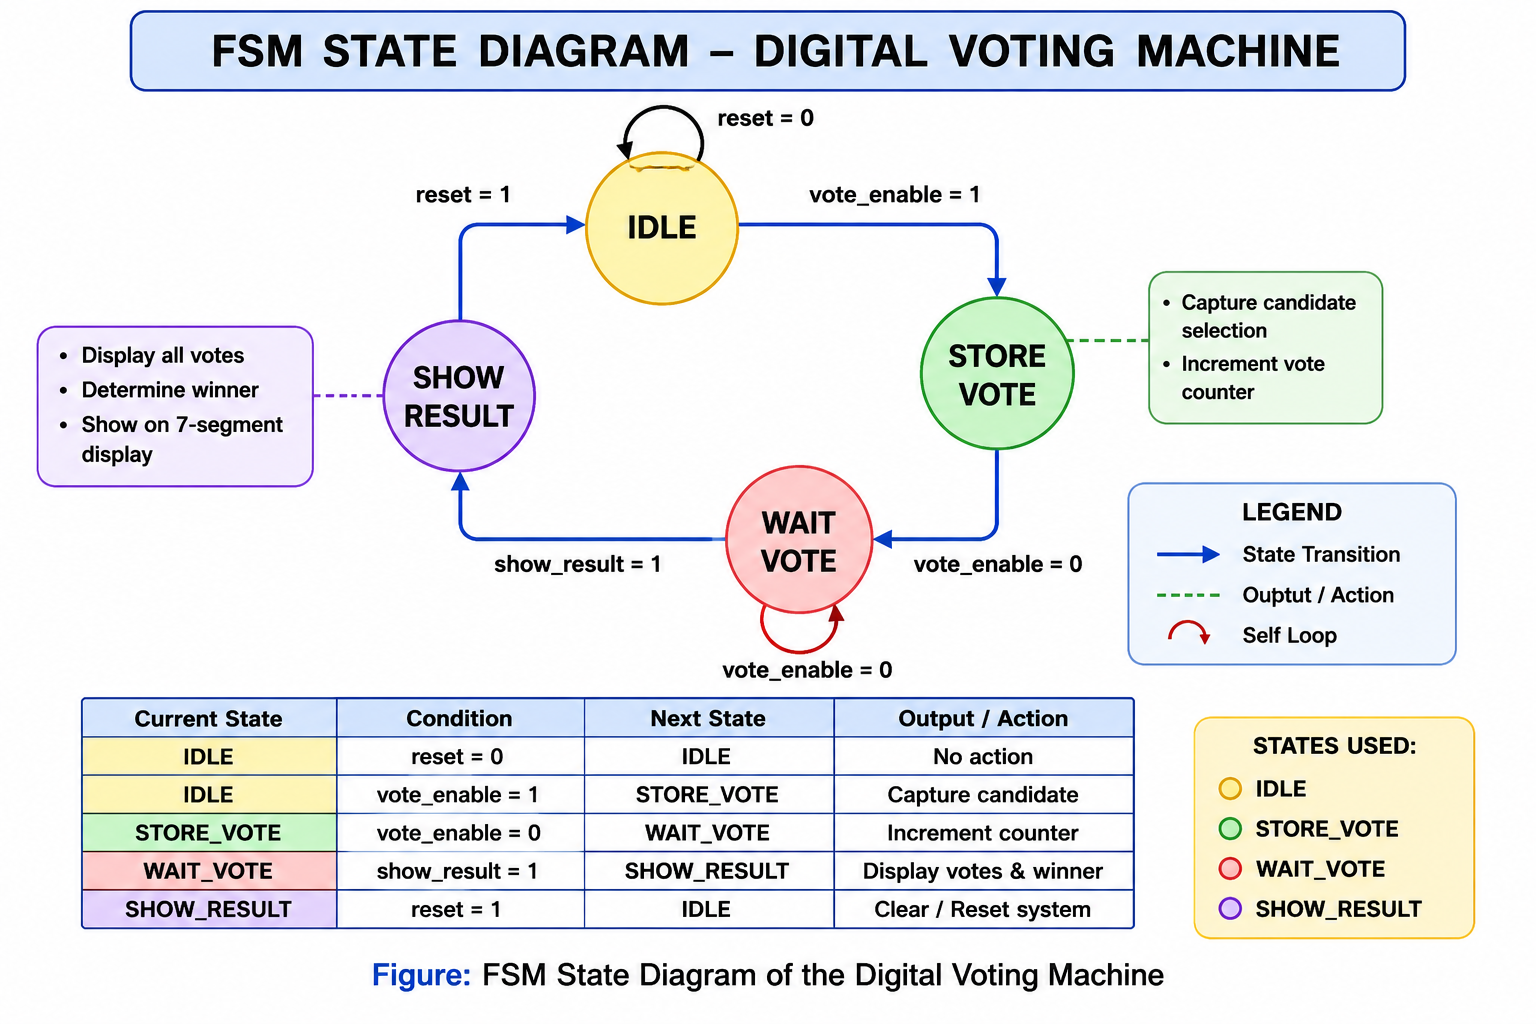 FSM STATE DIAGRAM – DIGITAL VOTING MACHINE
reset = 0
reset = 1
vote_enable = 1
IDLE
• Capture candidate
selection
• Increment vote
counter
STORE
VOTE
• Display all votes
• Determine winner
• Show on 7-segment
display
SHOW
RESULT
WAIT
VOTE
show_result = 1
vote_enable = 0
vote_enable = 0
LEGEND
State Transition
Output / Action
Self Loop
Current State Condition Next State Output / Action
IDLE reset = 0 IDLE No action
IDLE vote_enable = 1 STORE_VOTE Capture candidate
STORE_VOTE vote_enable = 0 WAIT_VOTE Increment counter
WAIT_VOTE show_result = 1 SHOW_RESULT Display votes & winner
SHOW_RESULT reset = 1 IDLE Clear / Reset system
STATES USED:
IDLE
STORE_VOTE
WAIT_VOTE
SHOW_RESULT
Figure: FSM State Diagram of the Digital Voting Machine